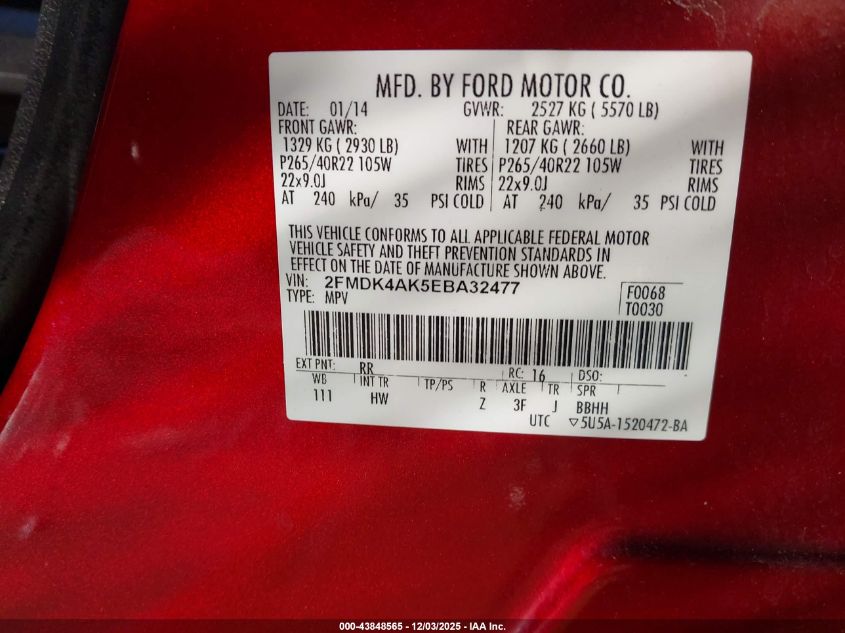 MFD. BY FORD MOTOR CO.
DATE: 01/14 GVWR: 2527 KG ( 5570 LB)
FRONT GAWR: REAR GAWR:
1329 KG ( 2930 LB) WITH 1207 KG ( 2660 LB) WITH
P265/40R22 105W TIRES P265/40R22 105W TIRES
22x9.0J RIMS 22x9.0J RIMS
AT 240 kPa/ 35 PSI COLD AT 240 kPa/ 35 PSI COLD
THIS VEHICLE CONFORMS TO ALL APPLICABLE FEDERAL MOTOR
VEHICLE SAFETY AND THEFT PREVENTION STANDARDS IN
EFFECT ON THE DATE OF MANUFACTURE SHOWN ABOVE.
VIN: 2FMDK4AK5EBA32477
TYPE: MPV
F0068
T0030
EXT PNT: RR RC: 16 DSO:
WB INT TR TP/PS R AXLE TR SPR
111 HW Z 3F J BBHH
UTC ▽5U5A-1520472-BA
000-43848565 • 12/03/2025 - IAA Inc.